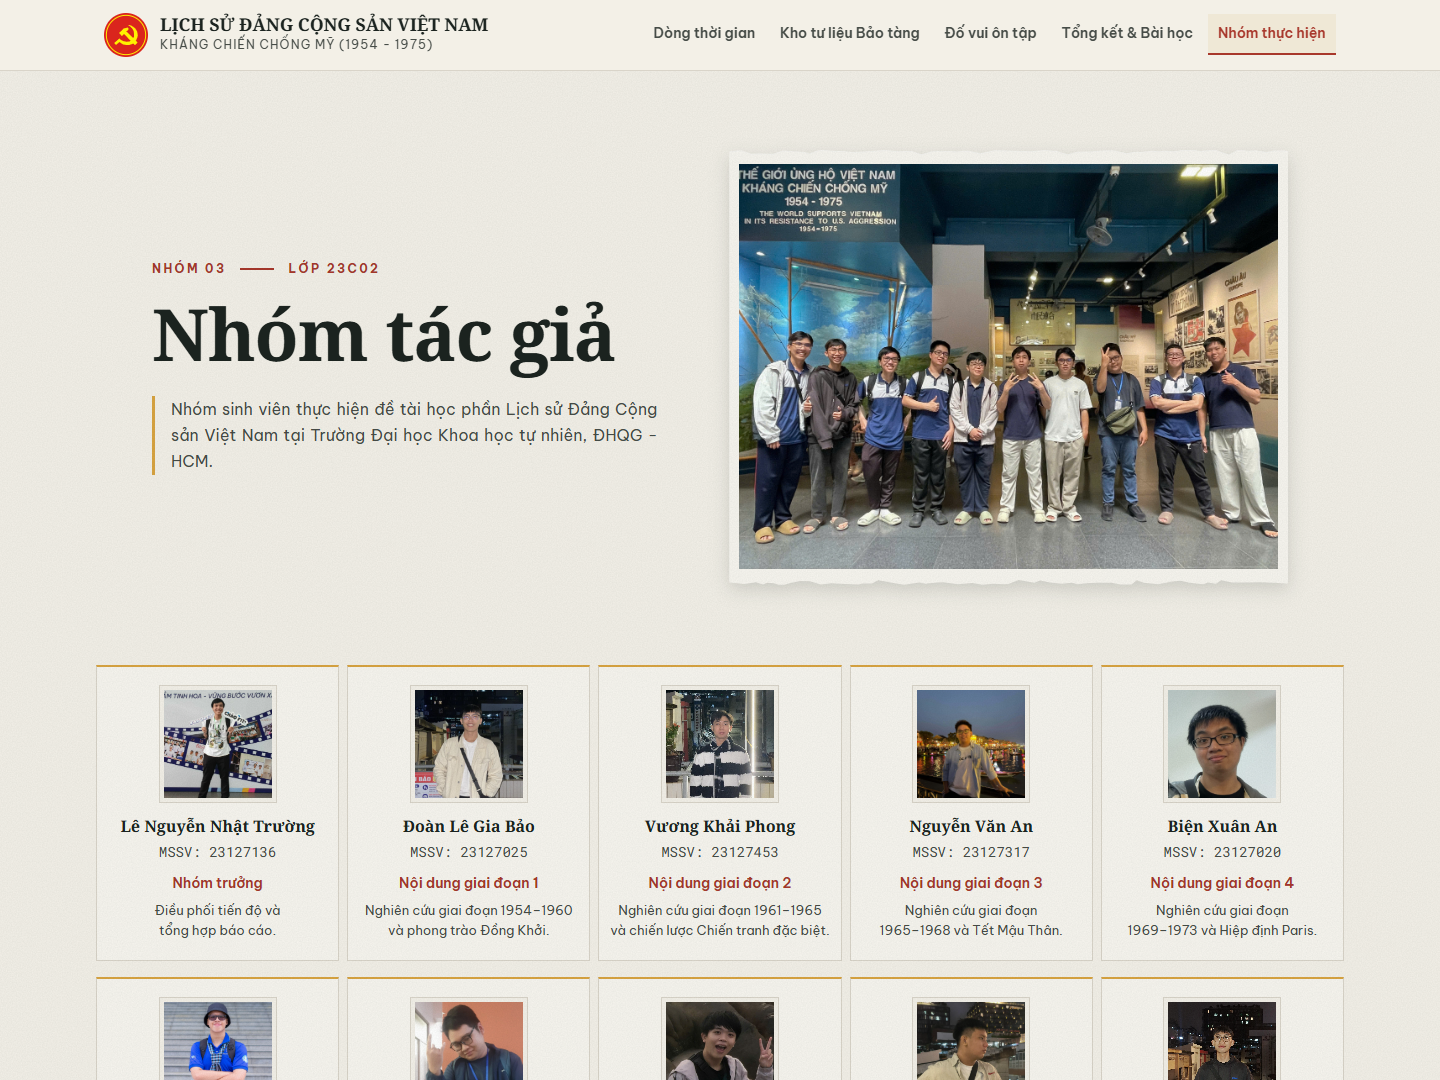 LỊCH SỬ ĐẢNG CỘNG SẢN VIỆT NAM
KHÁNG CHIẾN CHỐNG MỸ (1954 - 1975)
Dòng thời gian
Kho tư liệu Bảo tàng
Đố vui ôn tập
Tổng kết & Bài học
Nhóm thực hiện
NHÓM 03
LỚP 23C02
Nhóm tác giả
Nhóm sinh viên thực hiện đề tài học phần Lịch sử Đảng Cộng
sản Việt Nam tại Trường Đại học Khoa học tự nhiên, ĐHQG -
HCM.
THẾ GIỚI ỦNG HỘ VIỆT NAM
KHÁNG CHIẾN CHỐNG MỸ
1954 - 1975
THE WORLD SUPPORTS VIETNAM
IN ITS RESISTANCE TO U.S. AGGRESSION
1954-1975
CHÂU ÂU
Lê Nguyễn Nhật Trường
MSSV: 23127136
Nhóm trưởng
Điều phối tiến độ và
tổng hợp báo cáo.
Đoàn Lê Gia Bảo
MSSV: 23127025
Nội dung giai đoạn 1
Nghiên cứu giai đoạn 1954–1960
và phong trào Đồng Khởi.
Vương Khải Phong
MSSV: 23127453
Nội dung giai đoạn 2
Nghiên cứu giai đoạn 1961–1965
và chiến lược Chiến tranh đặc biệt.
Nguyễn Văn An
MSSV: 23127317
Nội dung giai đoạn 3
Nghiên cứu giai đoạn
1965–1968 và Tết Mậu Thân.
Biện Xuân An
MSSV: 23127020
Nội dung giai đoạn 4
Nghiên cứu giai đoạn
1969–1973 và Hiệp định Paris.